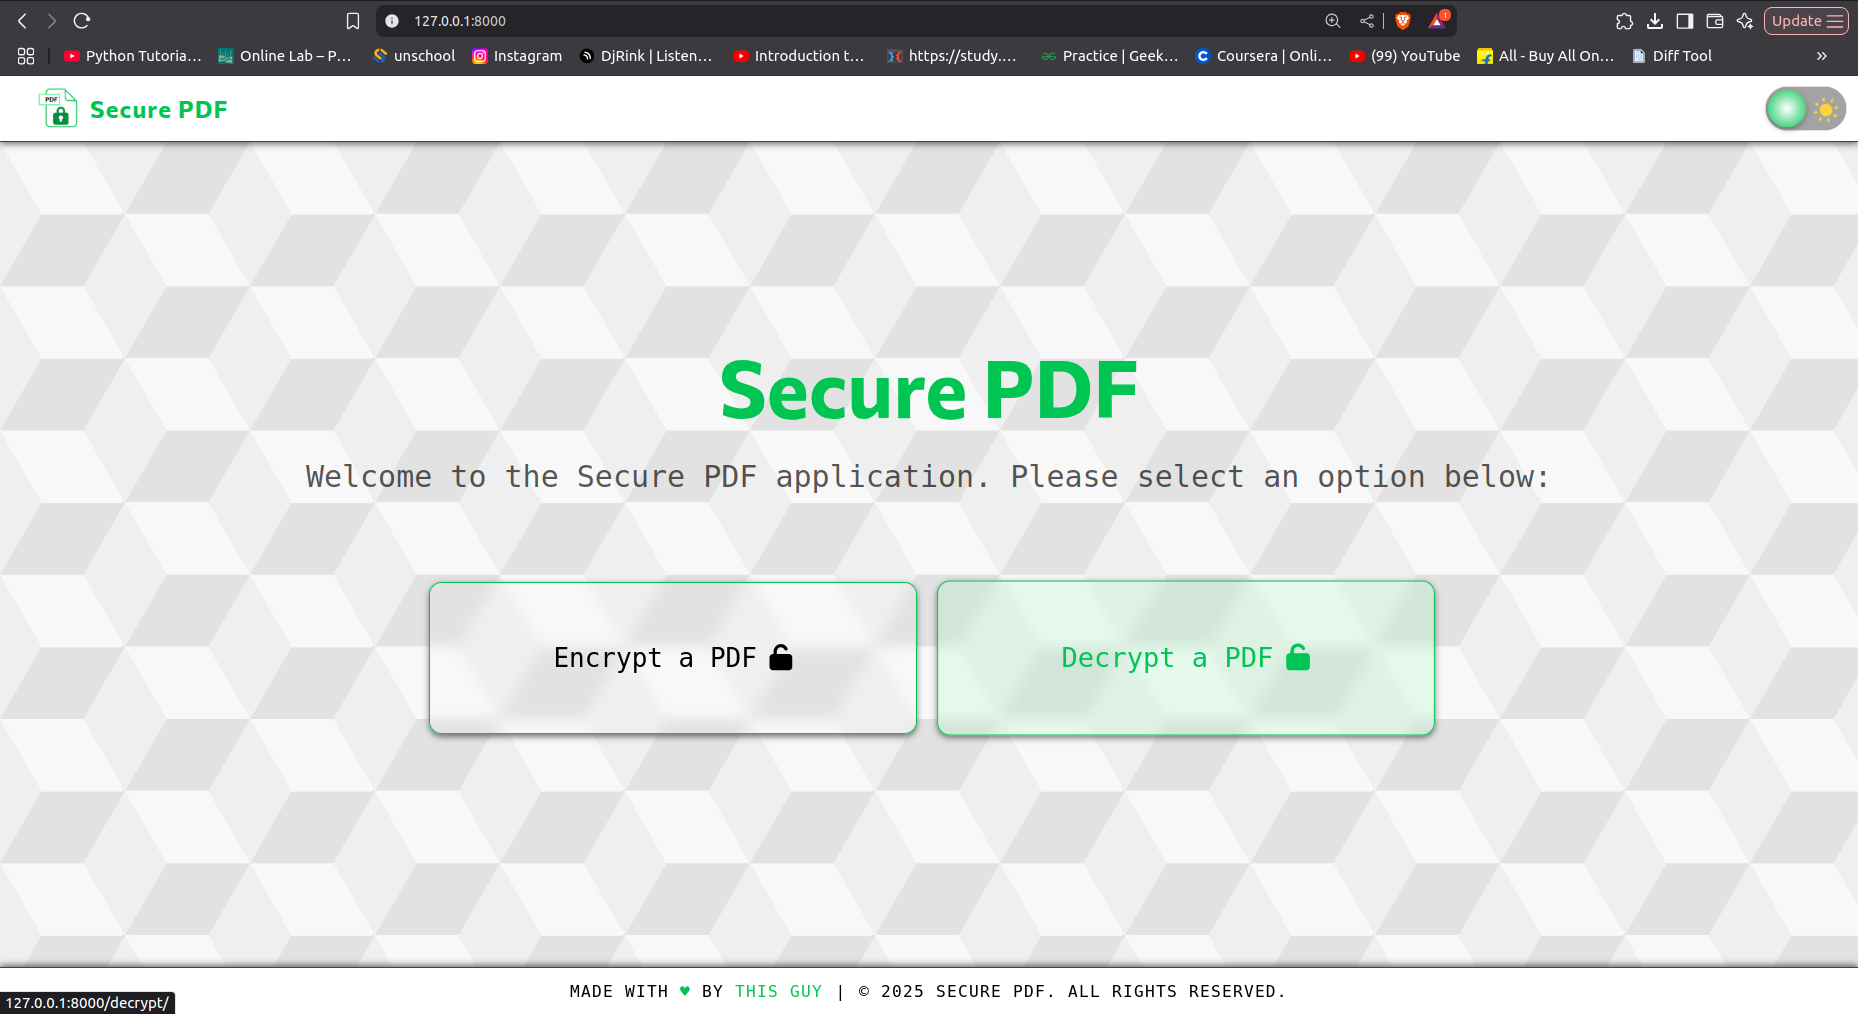 127.0.0.1:8000
1
Update
Python Tutoria...
Online Lab – P...
unschool
Instagram
DjRink | Listen...
Introduction t...
https://study....
Practice | Geek...
Coursera | Onli...
(99) YouTube
All - Buy All On...
Diff Tool
»
PDF
Secure PDF
Secure PDF
Welcome to the Secure PDF application. Please select an option below:
Encrypt a PDF
Decrypt a PDF
MADE WITH ♥ BY THIS GUY | © 2025 SECURE PDF. ALL RIGHTS RESERVED.
127.0.0.1:8000/decrypt/